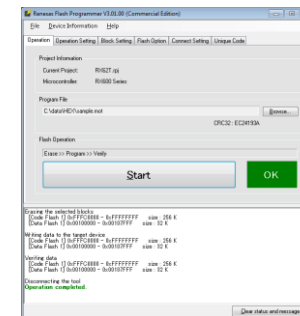 Renesas Flash Programmer V3.01.00 (Commercial Edition)
File Device Information Help
Operation Operation Setting Block Setting Flash Option Connect Setting Unique Code
Project Information
Current Project: RX62T.rpj
Microcontroller: RX600 Series
Program File
C:\data\HEX\sample.mot
Browse...
CRC32 : EC24193A
Flash Operation
Erase >> Program >> Verify
Start
OK
Erasing the selected blocks
[Code Flash 1] 0xFFFC0000 - 0xFFFFFFFF size : 256 K
[Data Flash 1] 0x00100000 - 0x00107FFF size : 32 K
Writing data to the target device
[Code Flash 1] 0xFFFC0000 - 0xFFFFFFFF size : 256 K
[Data Flash 1] 0x00100000 - 0x00107FFF size : 32 K
Verifing data
[Code Flash 1] 0xFFFC0000 - 0xFFFFFFFF size : 256 K
[Data Flash 1] 0x00100000 - 0x00107FFF size : 32 K
Disconnecting the tool
Operation completed.
Clear status and message